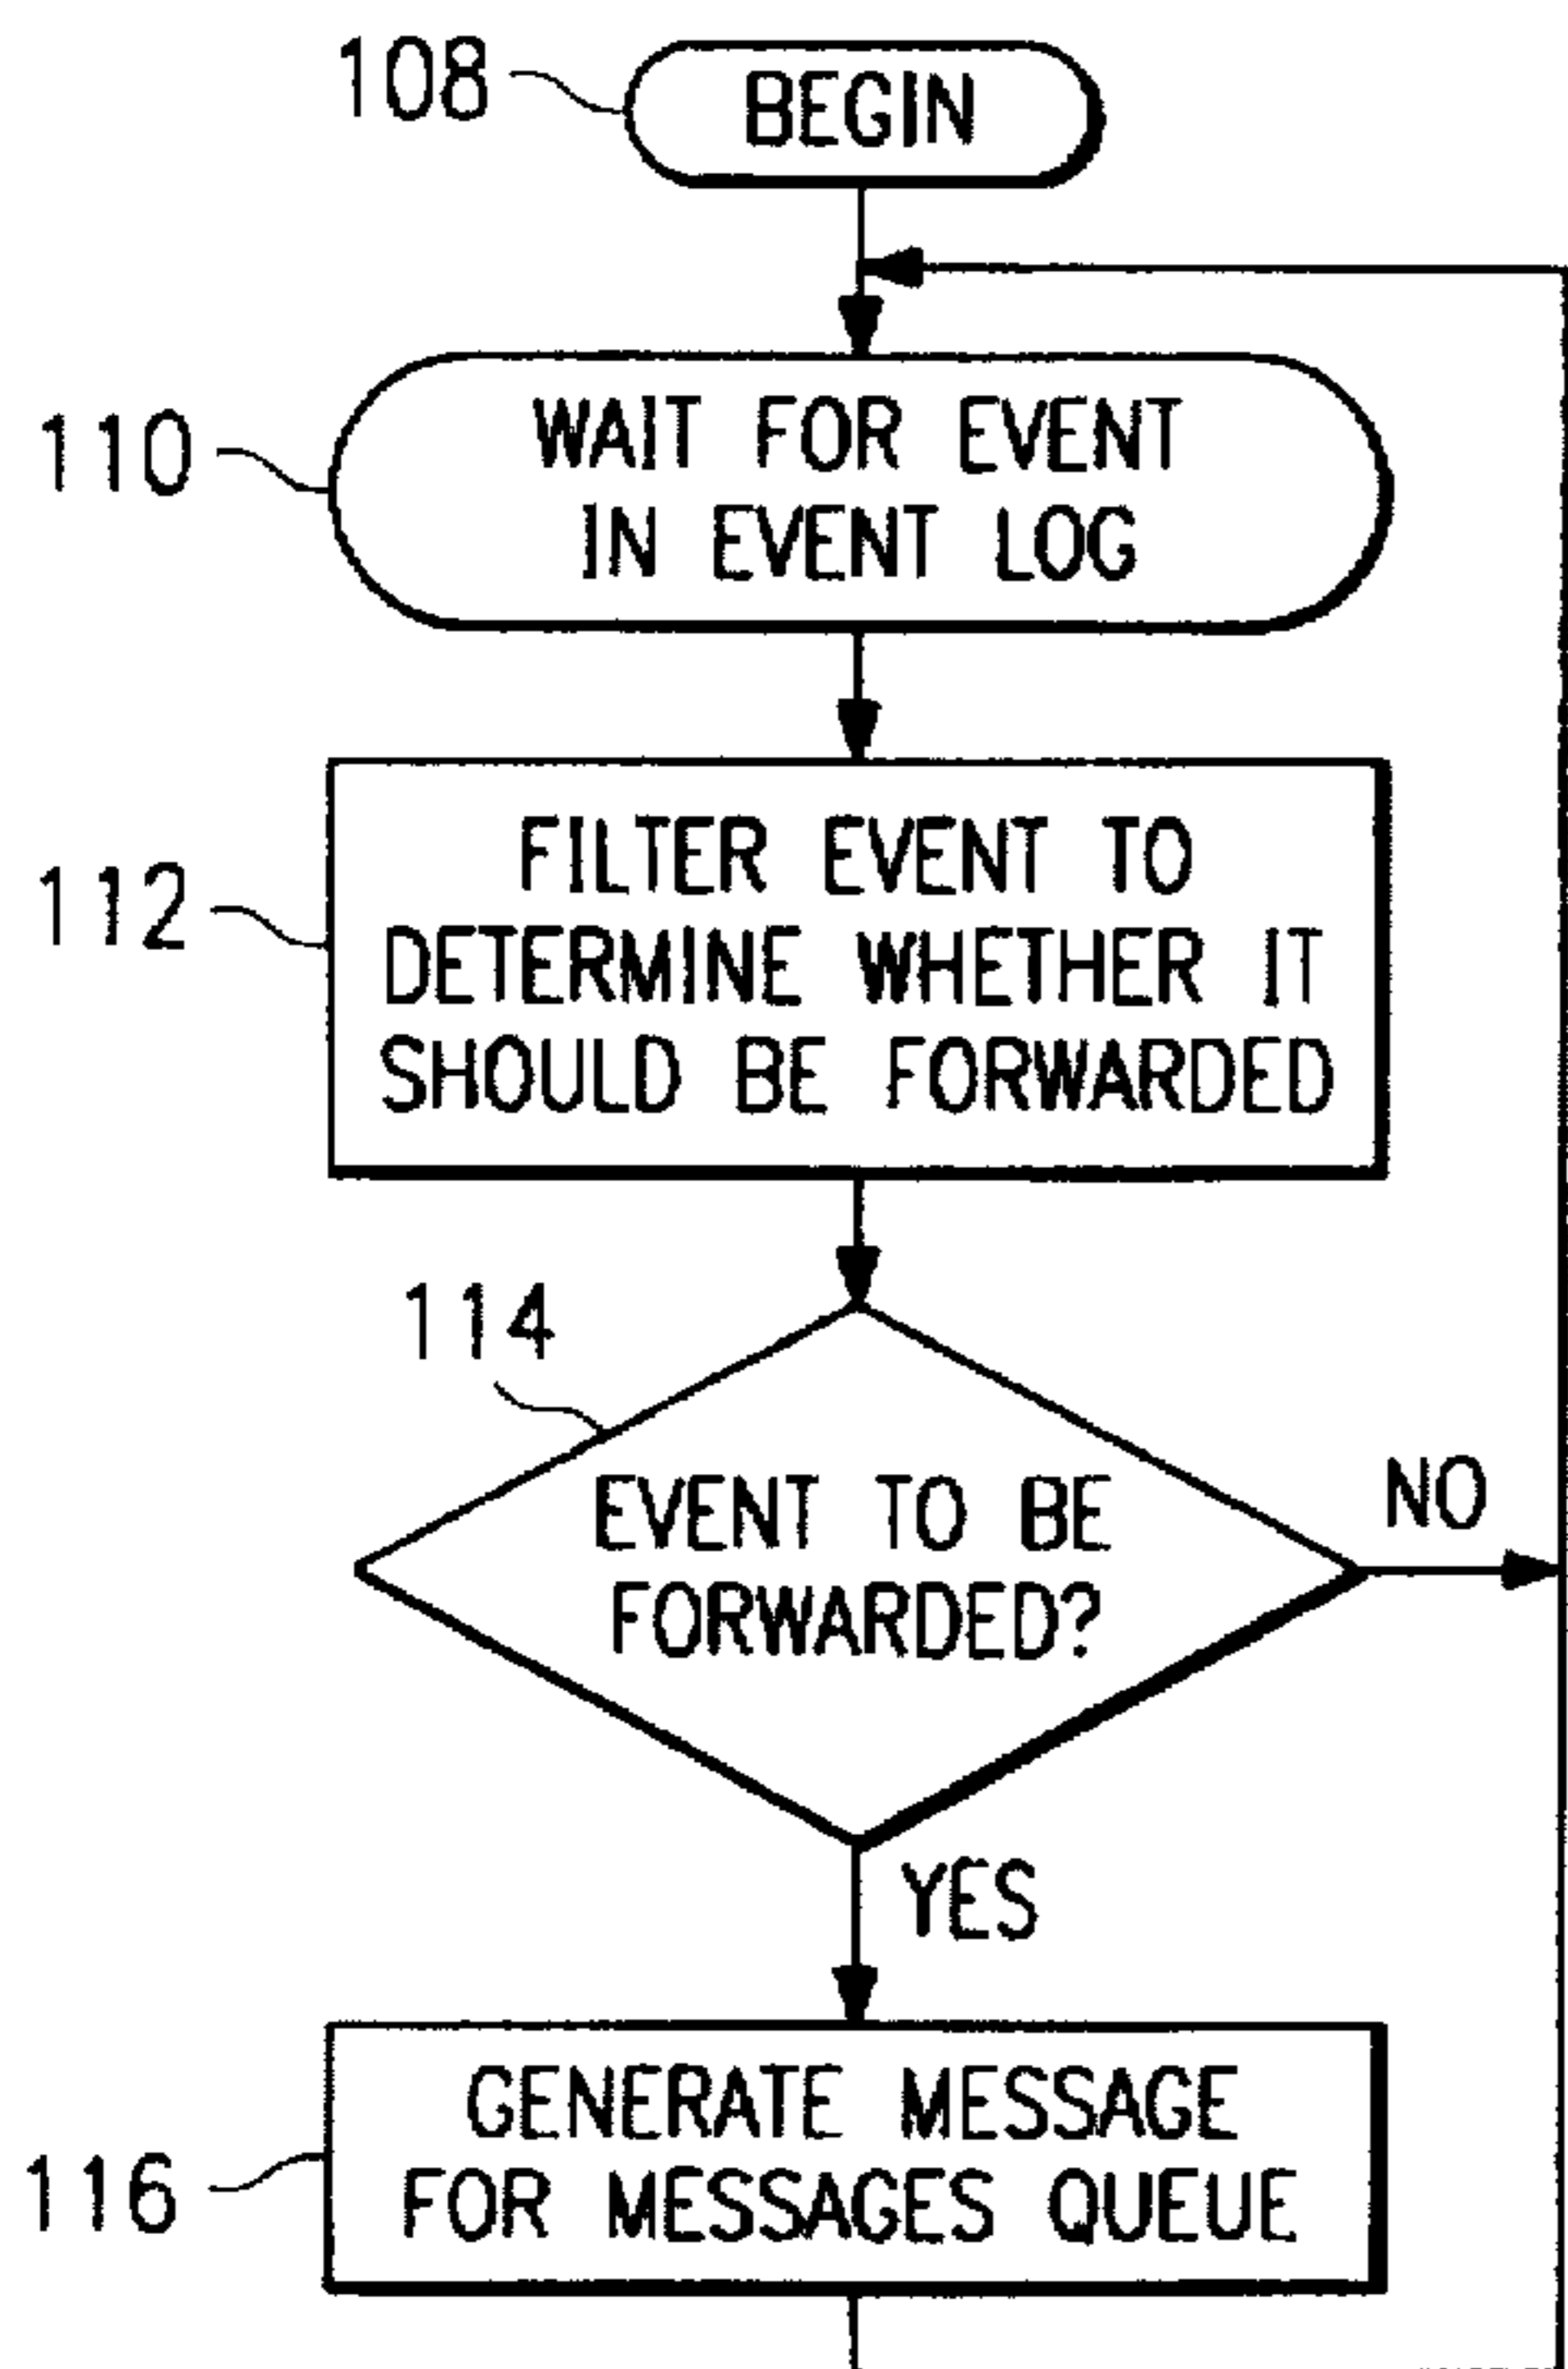 108
BEGIN
110
WAIT FOR EVENT
IN EVENT LOG
112
FILTER EVENT TO
DETERMINE WHETHER IT
SHOULD BE FORWARDED
114
EVENT TO BE
FORWARDED?
NO
YES
116
GENERATE MESSAGE
FOR MESSAGES QUEUE